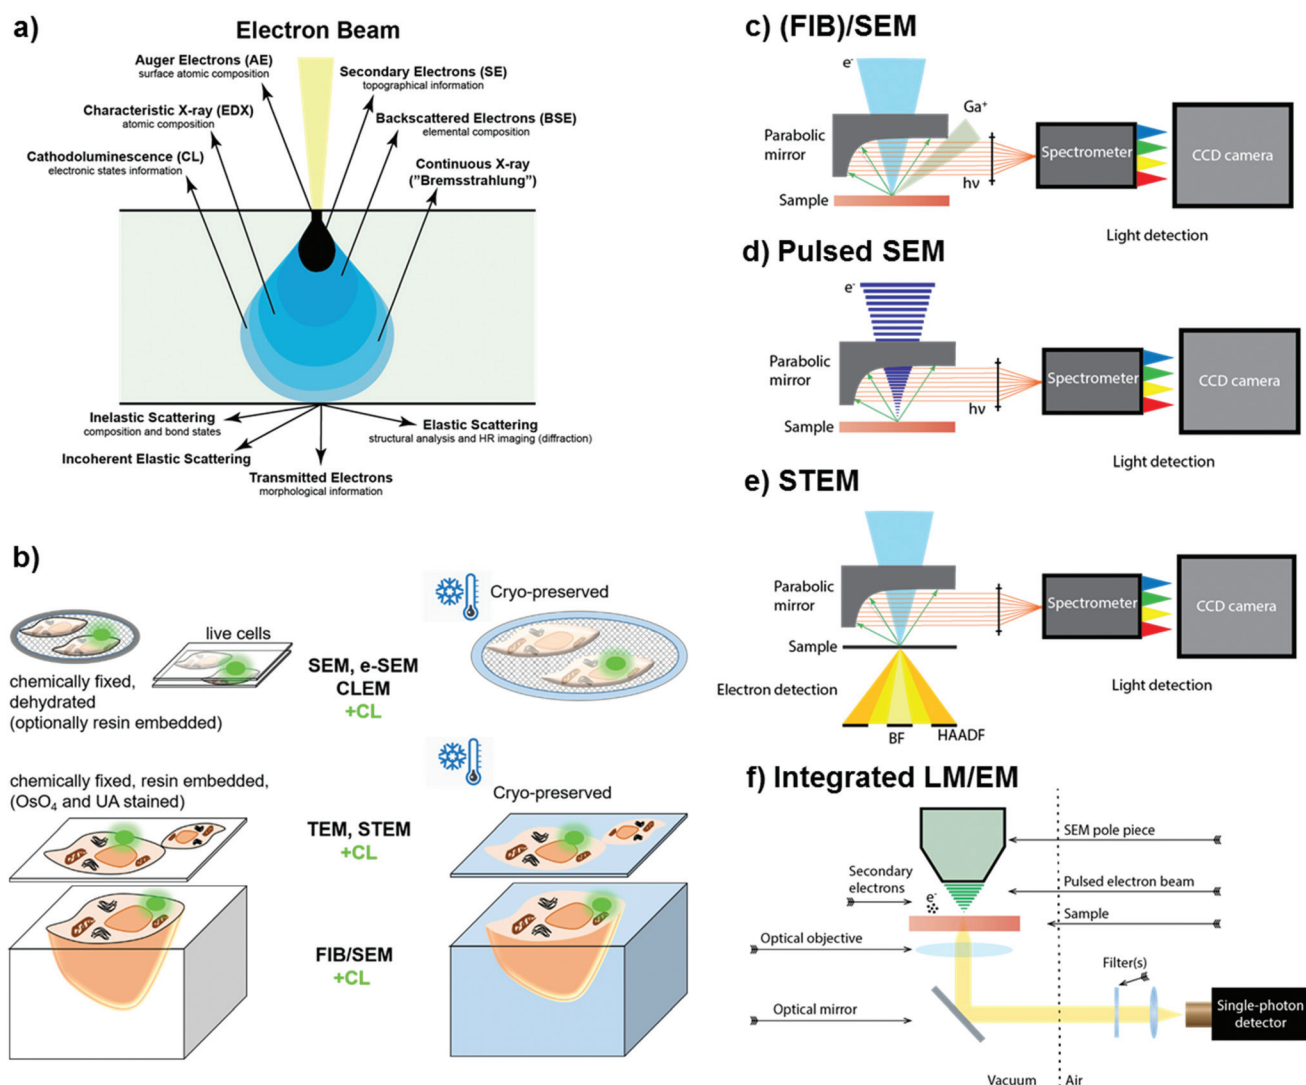 a)
Electron Beam
Auger Electrons (AE)
surface atomic composition
Secondary Electrons (SE)
topographical information
Characteristic X-ray (EDX)
atomic composition
Backscattered Electrons (BSE)
elemental composition
Cathodoluminescence (CL)
electronic states information
Continuous X-ray
("Bremsstrahlung")
Inelastic Scattering
composition and bond states
Elastic Scattering
structural analysis and HR imaging (diffraction)
Incoherent Elastic Scattering
Transmitted Electrons
morphological information
b)
Cryo-preserved
live cells
SEM, e-SEM
CLEM
+CL
chemically fixed,
dehydrated
(optionally resin embedded)
chemically fixed, resin embedded,
(OsO₄ and UA stained)
Cryo-preserved
TEM, STEM
+CL
FIB/SEM
+CL
c) (FIB)/SEM
e⁻
Ga⁺
Parabolic
mirror
Spectrometer
CCD camera
hν
Sample
Light detection
d) Pulsed SEM
e⁻
Parabolic
mirror
Spectrometer
CCD camera
hν
Sample
Light detection
e) STEM
Parabolic
mirror
Spectrometer
CCD camera
Sample
Electron detection
Light detection
BF
HAADF
f) Integrated LM/EM
SEM pole piece
Secondary
electrons
Pulsed electron beam
e⁻
Sample
Optical objective
Filter(s)
Optical mirror
Single-photon
detector
Vacuum
Air